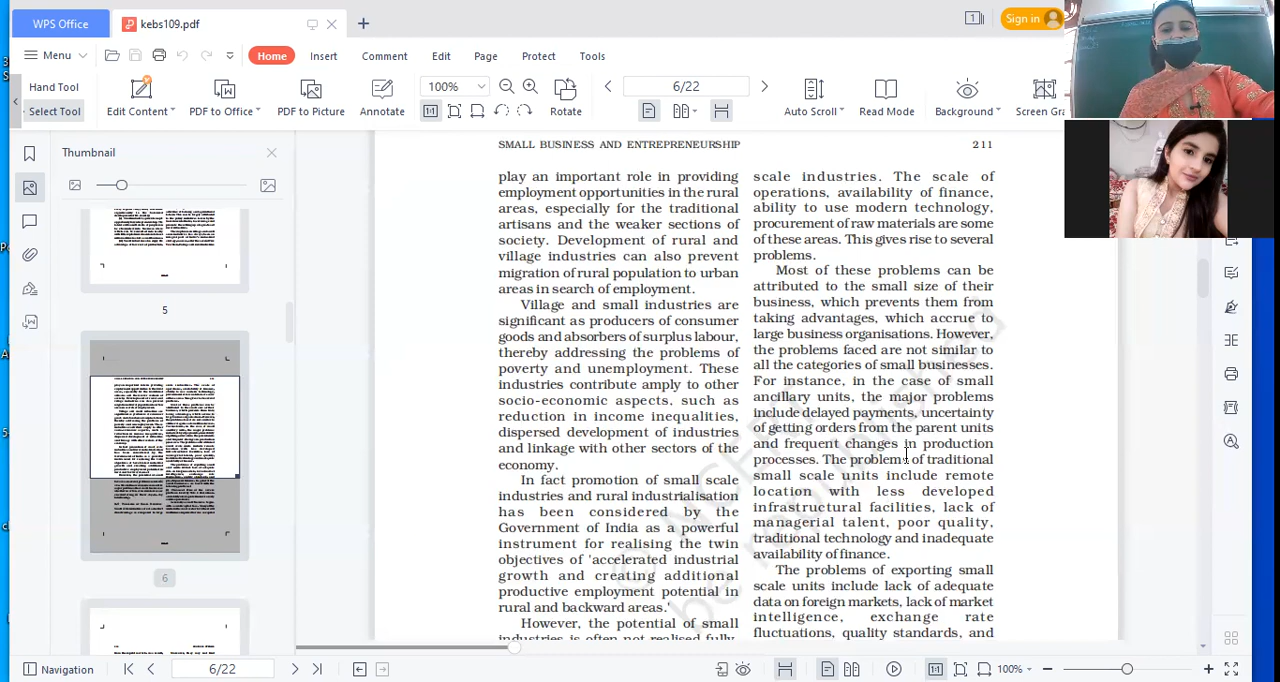 WPS Office
kebs109.pdf
Sign in
Menu
Home
Insert
Comment
Edit
Page
Protect
Tools
Hand Tool
Select Tool
Edit Content
PDF to Office
PDF to Picture
Annotate
100%
Rotate
6/22
Auto Scroll
Read Mode
Background
Screen Gra
Thumbnail
5
6
SMALL BUSINESS AND ENTREPRENEURSHIP
211
play an important role in providing
employment opportunities in the rural
areas, especially for the traditional
artisans and the weaker sections of
society. Development of rural and
village industries can also prevent
migration of rural population to urban
areas in search of employment.
Village and small industries are
significant as producers of consumer
goods and absorbers of surplus labour,
thereby addressing the problems of
poverty and unemployment. These
industries contribute amply to other
socio-economic aspects, such as
reduction in income inequalities,
dispersed development of industries
and linkage with other sectors of the
economy.
In fact promotion of small scale
industries and rural industrialisation
has been considered by the
Government of India as a powerful
instrument for realising the twin
objectives of 'accelerated industrial
growth and creating additional
productive employment potential in
rural and backward areas.'
However, the potential of small
industries is often not realised fully,
scale industries. The scale of
operations, availability of finance,
ability to use modern technology,
procurement of raw materials are some
of these areas. This gives rise to several
problems.
Most of these problems can be
attributed to the small size of their
business, which prevents them from
taking advantages, which accrue to
large business organisations. However,
the problems faced are not similar to
all the categories of small businesses.
For instance, in the case of small
ancillary units, the major problems
include delayed payments, uncertainty
of getting orders from the parent units
and frequent changes in production
processes. The problems of traditional
small scale units include remote
location with less developed
infrastructural facilities, lack of
managerial talent, poor quality,
traditional technology and inadequate
availability of finance.
The problems of exporting small
scale units include lack of adequate
data on foreign markets, lack of market
intelligence, exchange rate
fluctuations, quality standards, and
© NCERT
be republished
Navigation
6/22
100%